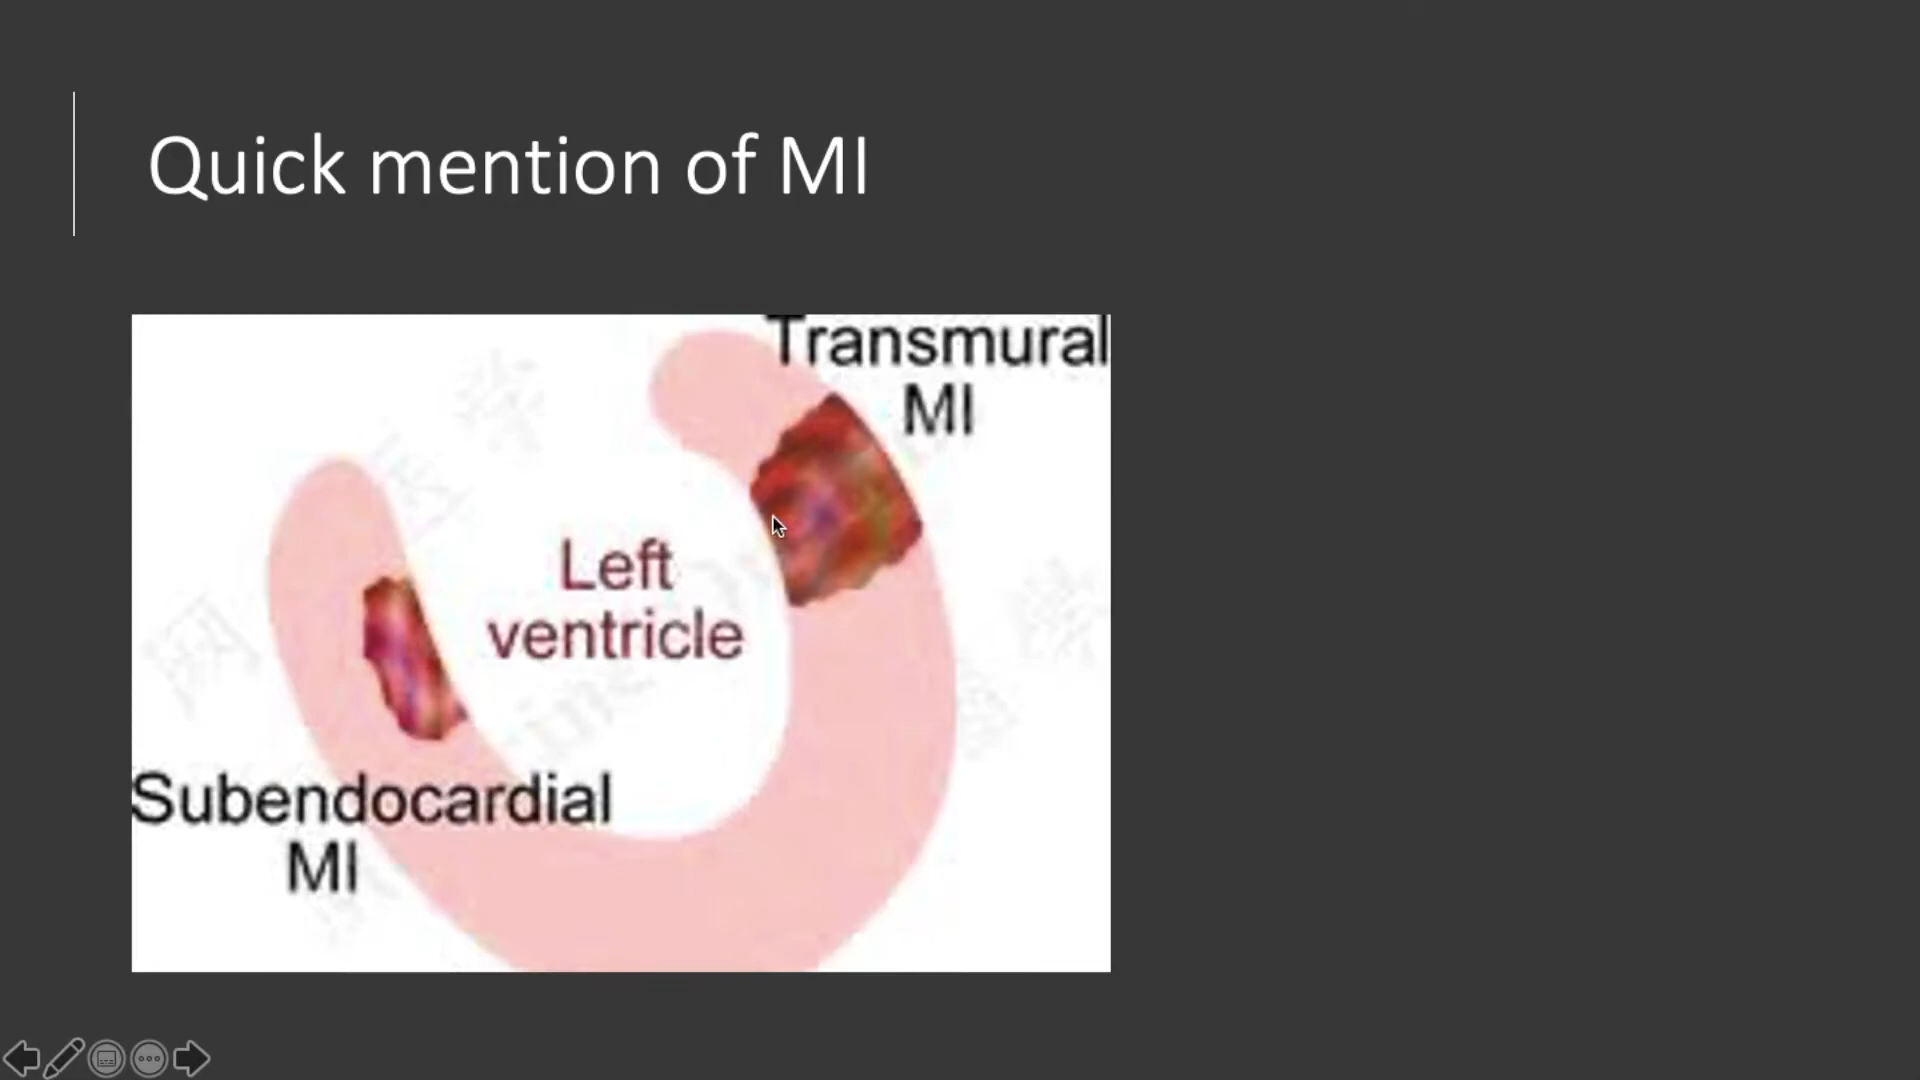 Quick mention of MI
Transmural
MI
Left
ventricle
Subendocardial
MI